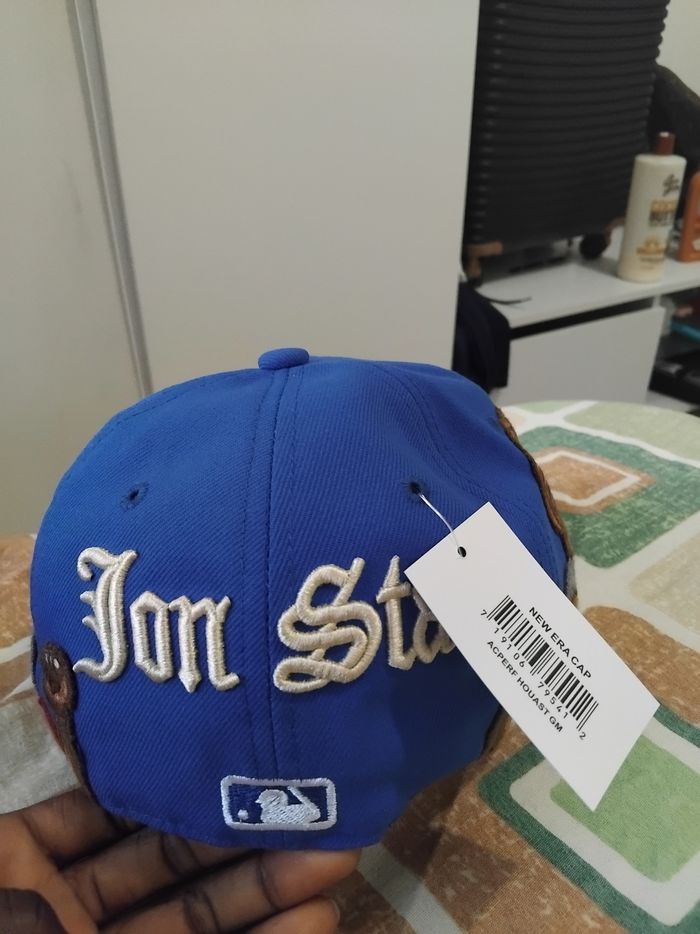 Jon Sta
NEW ERA CAP
7 19106 79541 2
ACPERF HOUAST GM